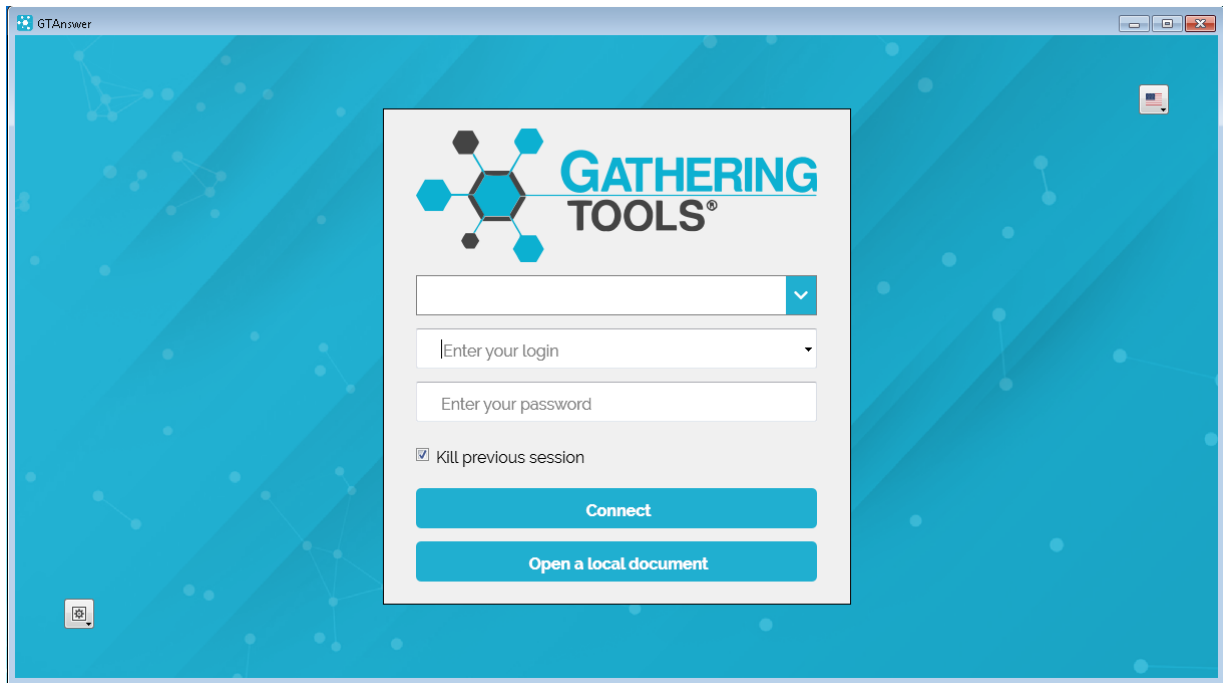 GTAnswer
GATHERING
TOOLS®
Enter your login
Enter your password
Kill previous session
Connect
Open a local document